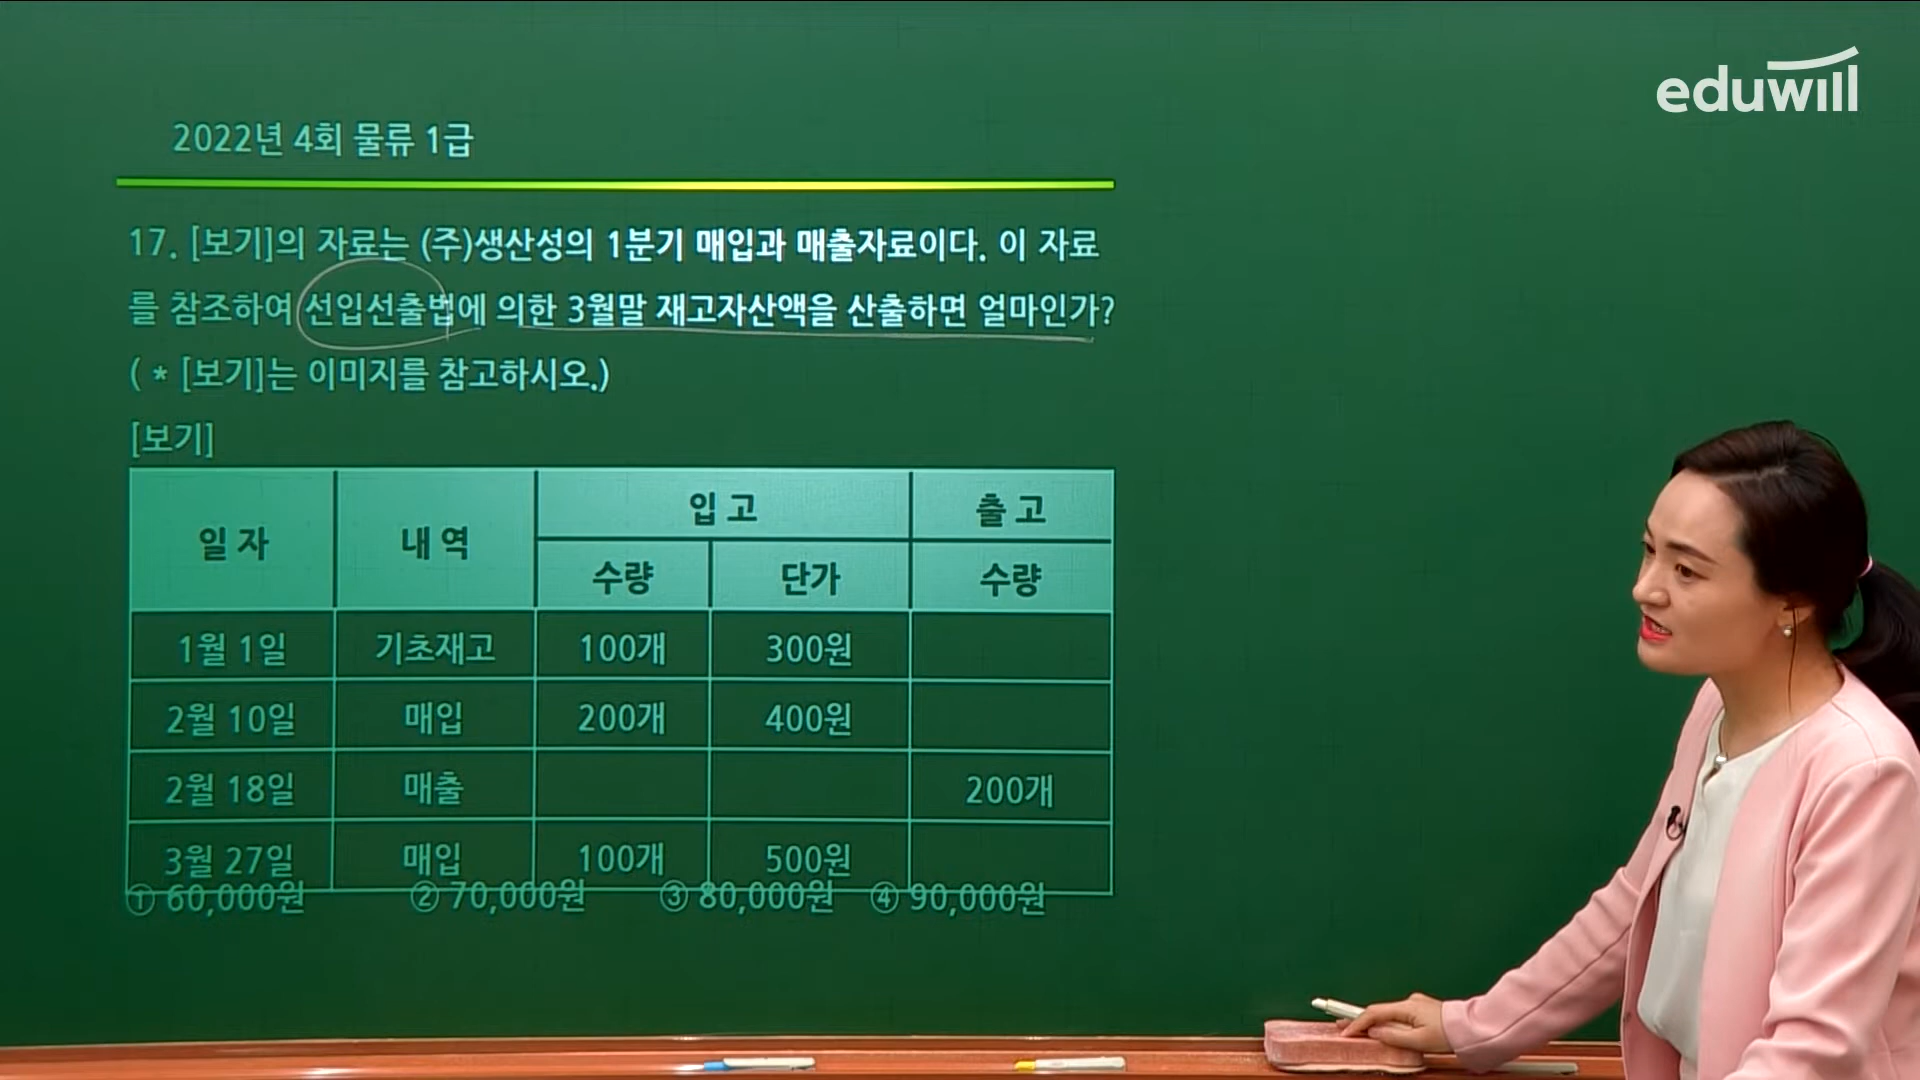 eduwill
2022년 4회 물류 1급
17. [보기]의 자료는 (주)생산성의 1분기 매입과 매출자료이다. 이 자료
를 참조하여 선입선출법에 의한 3월말 재고자산액을 산출하면 얼마인가?
( * [보기]는 이미지를 참고하시오.)
[보기]
일 자 내 역 입 고 출 고
수량 단가 수량
1월 1일 기초재고 100개 300원
2월 10일 매입 200개 400원
2월 18일 매출 200개
3월 27일 매입 100개 500원
① 60,000원 ② 70,000원 ③ 80,000원 ④ 90,000원